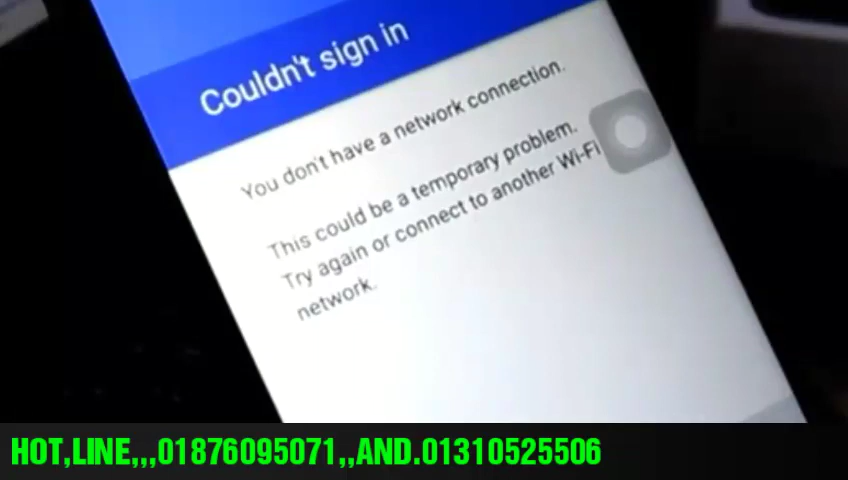 Couldn't sign in
You don't have a network connection.
This could be a temporary problem.
Try again or connect to another Wi-Fi
network.
HOT,LINE,,,01876095071,,AND.01310525506